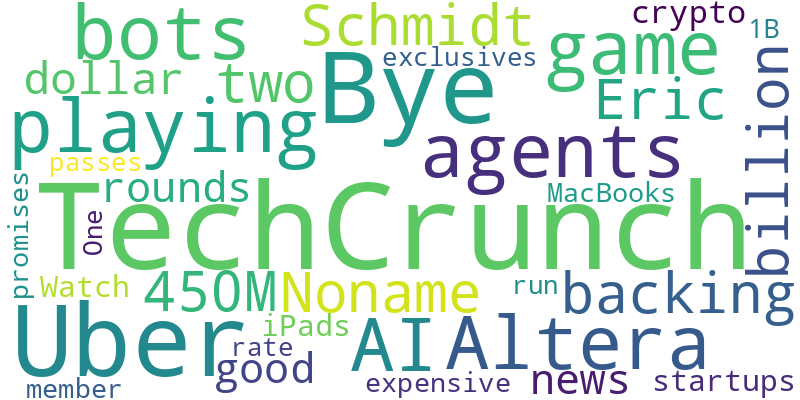 bots
Schmidt
crypto
1B
exclusives
game
dollar
two
Bye
Eric
billion
playing
agents
passes
rounds
MacBooks
promises
One
TechCrunch
Watch
450M
Noname
run
backing
Uber
iPads
AI
Altera
rate
good
member
expensive
news
startups